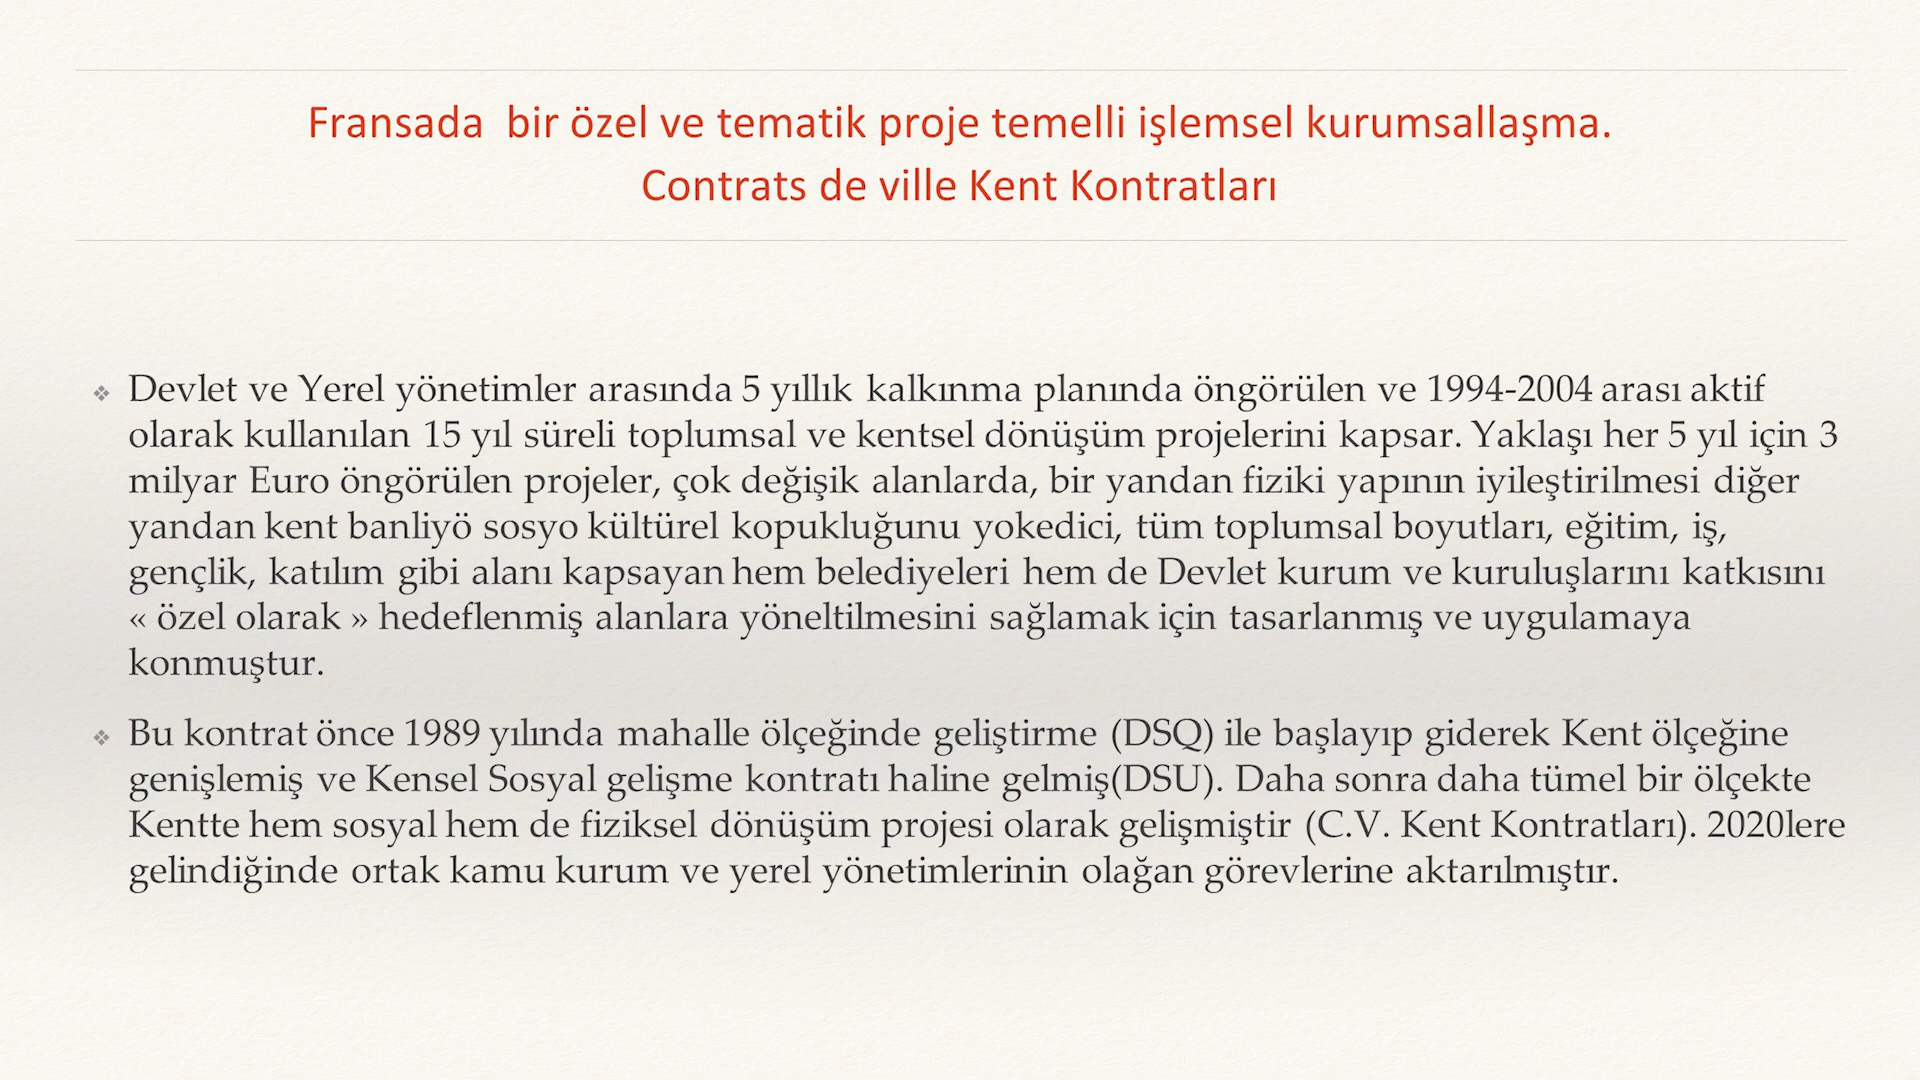 Fransada bir özel ve tematik proje temelli işlemsel kurumsallaşma.
Contrats de ville Kent Kontratları
Devlet ve Yerel yönetimler arasında 5 yıllık kalkınma planında öngörülen ve 1994-2004 arası aktif
olarak kullanılan 15 yıl süreli toplumsal ve kentsel dönüşüm projelerini kapsar. Yaklaşı her 5 yıl için 3
milyar Euro öngörülen projeler, çok değişik alanlarda, bir yandan fiziki yapının iyileştirilmesi diğer
yandan kent banliyö sosyo kültürel kopukluğunu yokedici, tüm toplumsal boyutları, eğitim, iş,
gençlik, katılım gibi alanı kapsayan hem belediyeleri hem de Devlet kurum ve kuruluşlarını katkısını
« özel olarak » hedeflenmiş alanlara yöneltilmesini sağlamak için tasarlanmış ve uygulamaya
konmuştur.
Bu kontrat önce 1989 yılında mahalle ölçeğinde geliştirme (DSQ) ile başlayıp giderek Kent ölçeğine
genişlemiş ve Kensel Sosyal gelişme kontratı haline gelmiş(DSU). Daha sonra daha tümel bir ölçekte
Kentte hem sosyal hem de fiziksel dönüşüm projesi olarak gelişmiştir (C.V. Kent Kontratları). 2020lere
gelindiğinde ortak kamu kurum ve yerel yönetimlerinin olağan görevlerine aktarılmıştır.